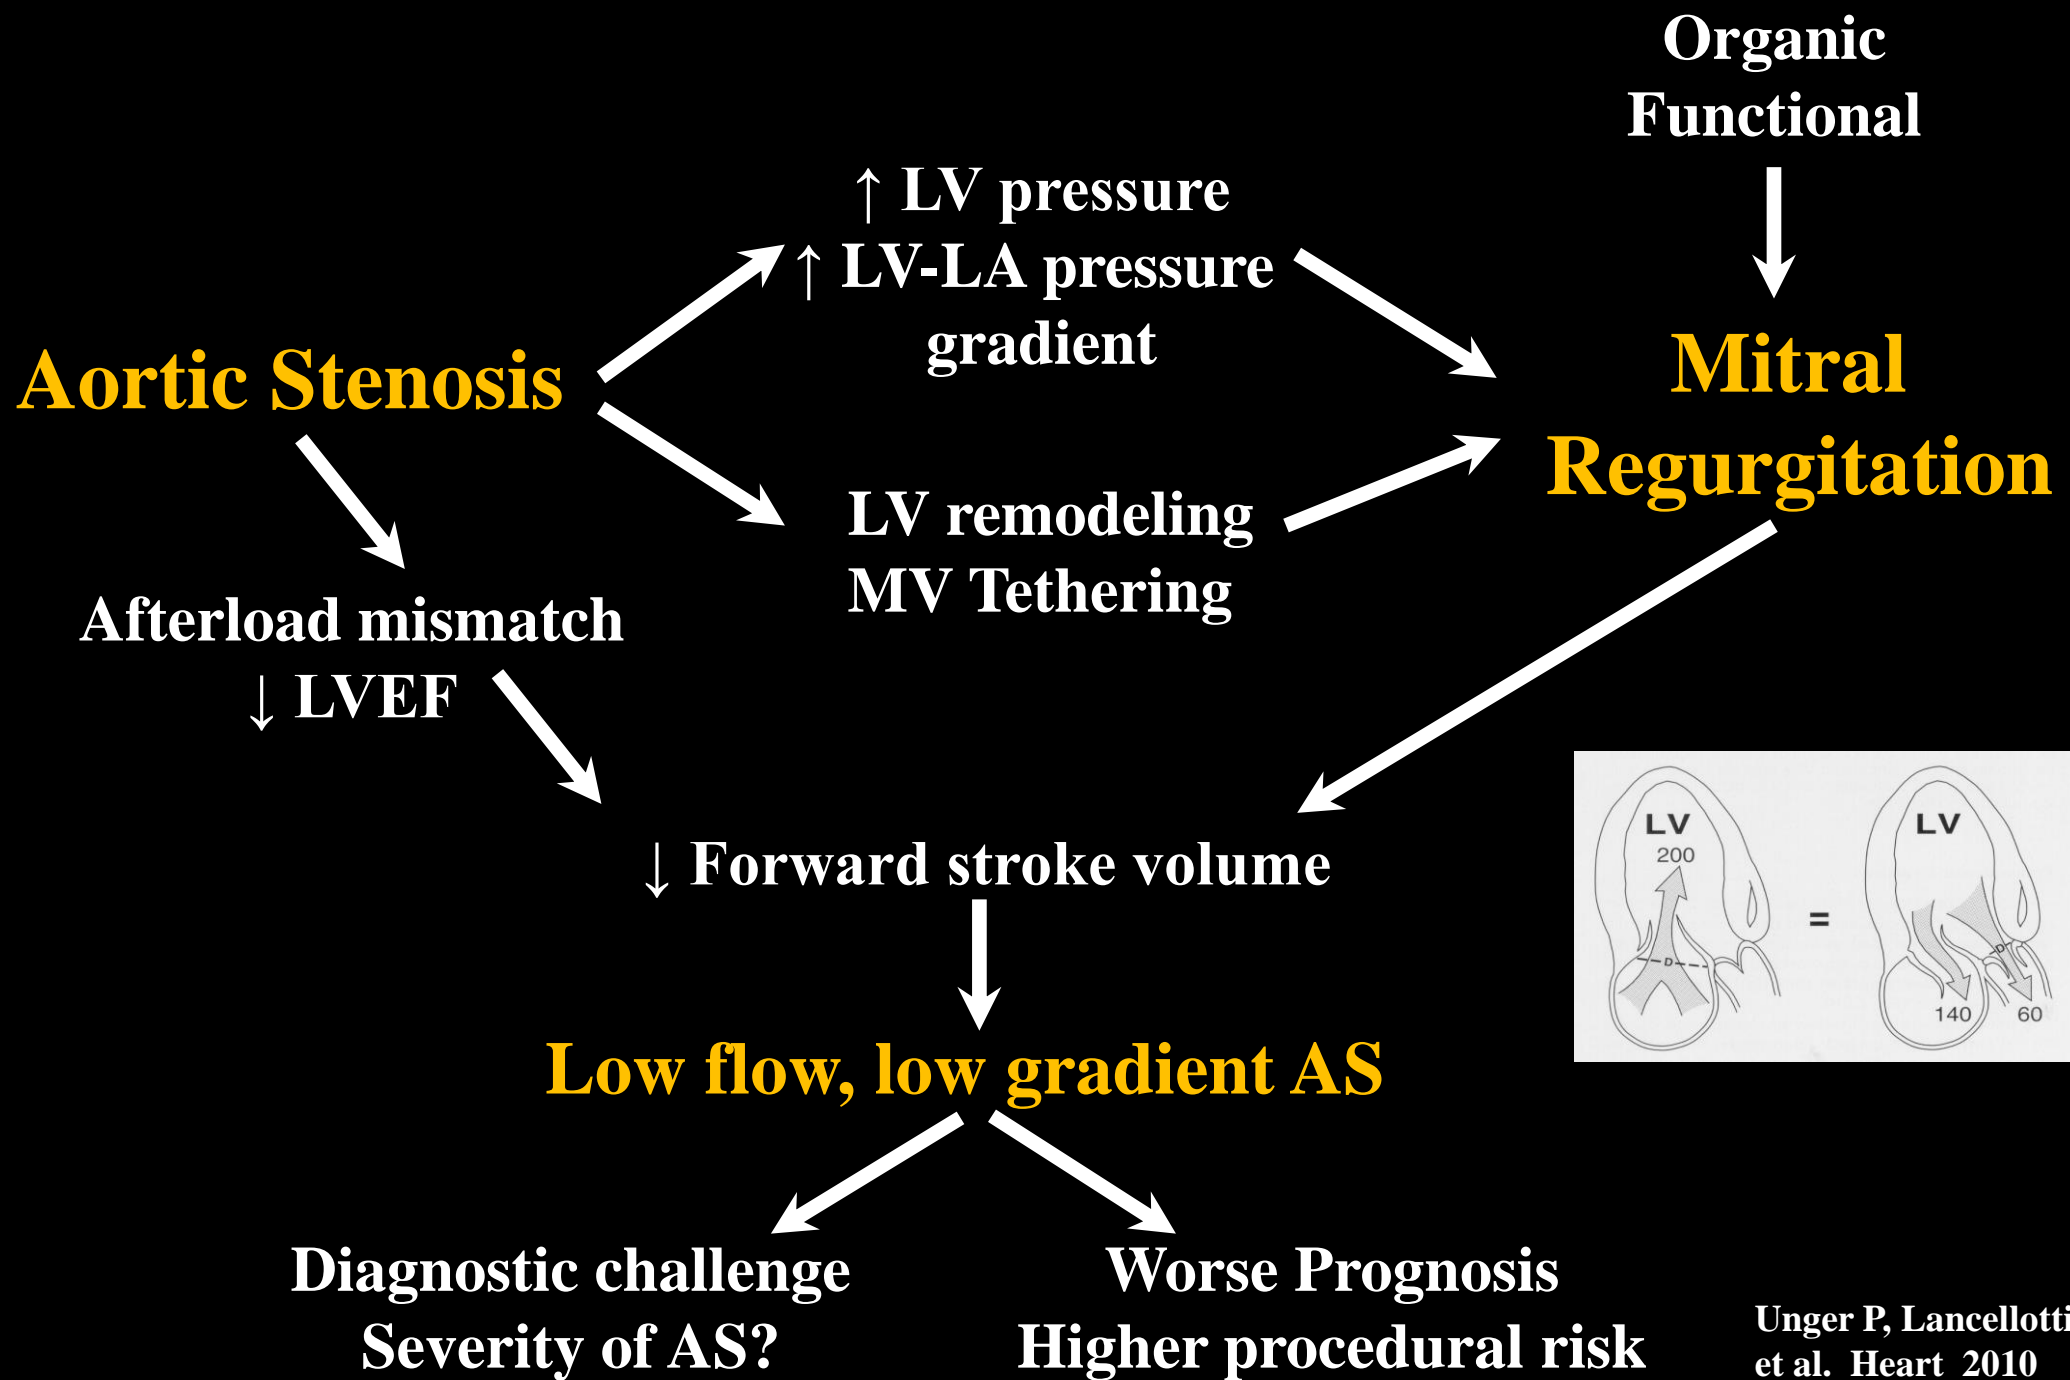 Organic
Functional
↑ LV pressure
↑ LV-LA pressure
gradient
Aortic Stenosis
Mitral
Regurgitation
LV remodeling
MV Tethering
Afterload mismatch
↓ LVEF
↓ Forward stroke volume
LV
200
D
=
LV
D
140
60
Low flow, low gradient AS
Diagnostic challenge
Severity of AS?
Worse Prognosis
Higher procedural risk
Unger P, Lancellotti
et al. Heart 2010